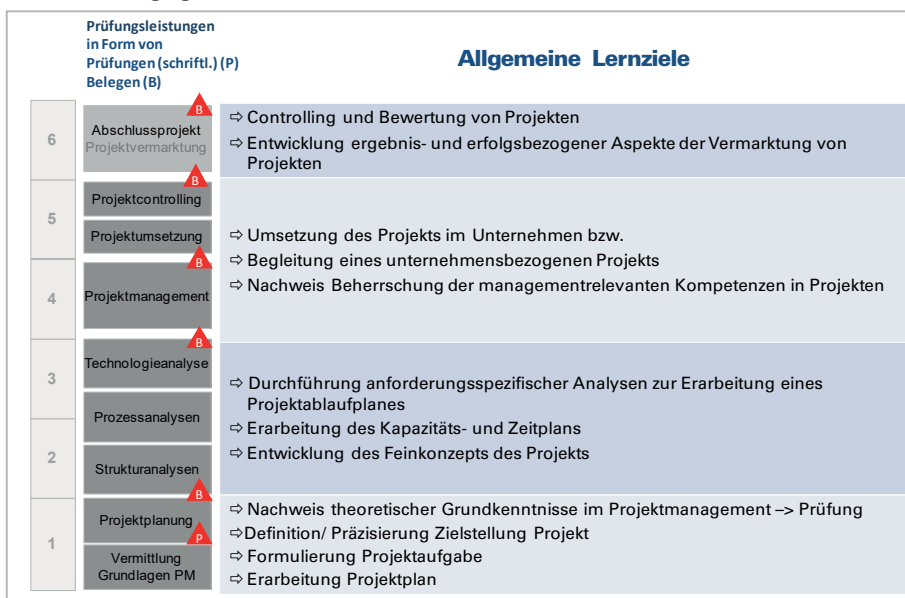 Prüfungsleistungen
in Form von
Prüfungen (schriftl.) (P)
Belegen (B)
Allgemeine Lernziele
6
B
Abschlussprojekt
Projektvermarktung
⇨ Controlling und Bewertung von Projekten
⇨ Entwicklung ergebnis- und erfolgsbezogener Aspekte der Vermarktung von
Projekten
5
B
Projektcontrolling
Projektumsetzung
4
B
Projektmanagement
⇨ Umsetzung des Projekts im Unternehmen bzw.
⇨ Begleitung eines unternehmensbezogenen Projekts
⇨ Nachweis Beherrschung der managementrelevanten Kompetenzen in Projekten
3
B
Technologieanalyse
Prozessanalysen
2
Strukturanalysen
⇨ Durchführung anforderungsspezifischer Analysen zur Erarbeitung eines
Projektablaufplanes
⇨ Erarbeitung des Kapazitäts- und Zeitplans
⇨ Entwicklung des Feinkonzepts des Projekts
1
B
Projektplanung
P
Vermittlung
Grundlagen PM
⇨ Nachweis theoretischer Grundkenntnisse im Projektmanagement –> Prüfung
⇨Definition/ Präzisierung Zielstellung Projekt
⇨ Formulierung Projektaufgabe
⇨ Erarbeitung Projektplan